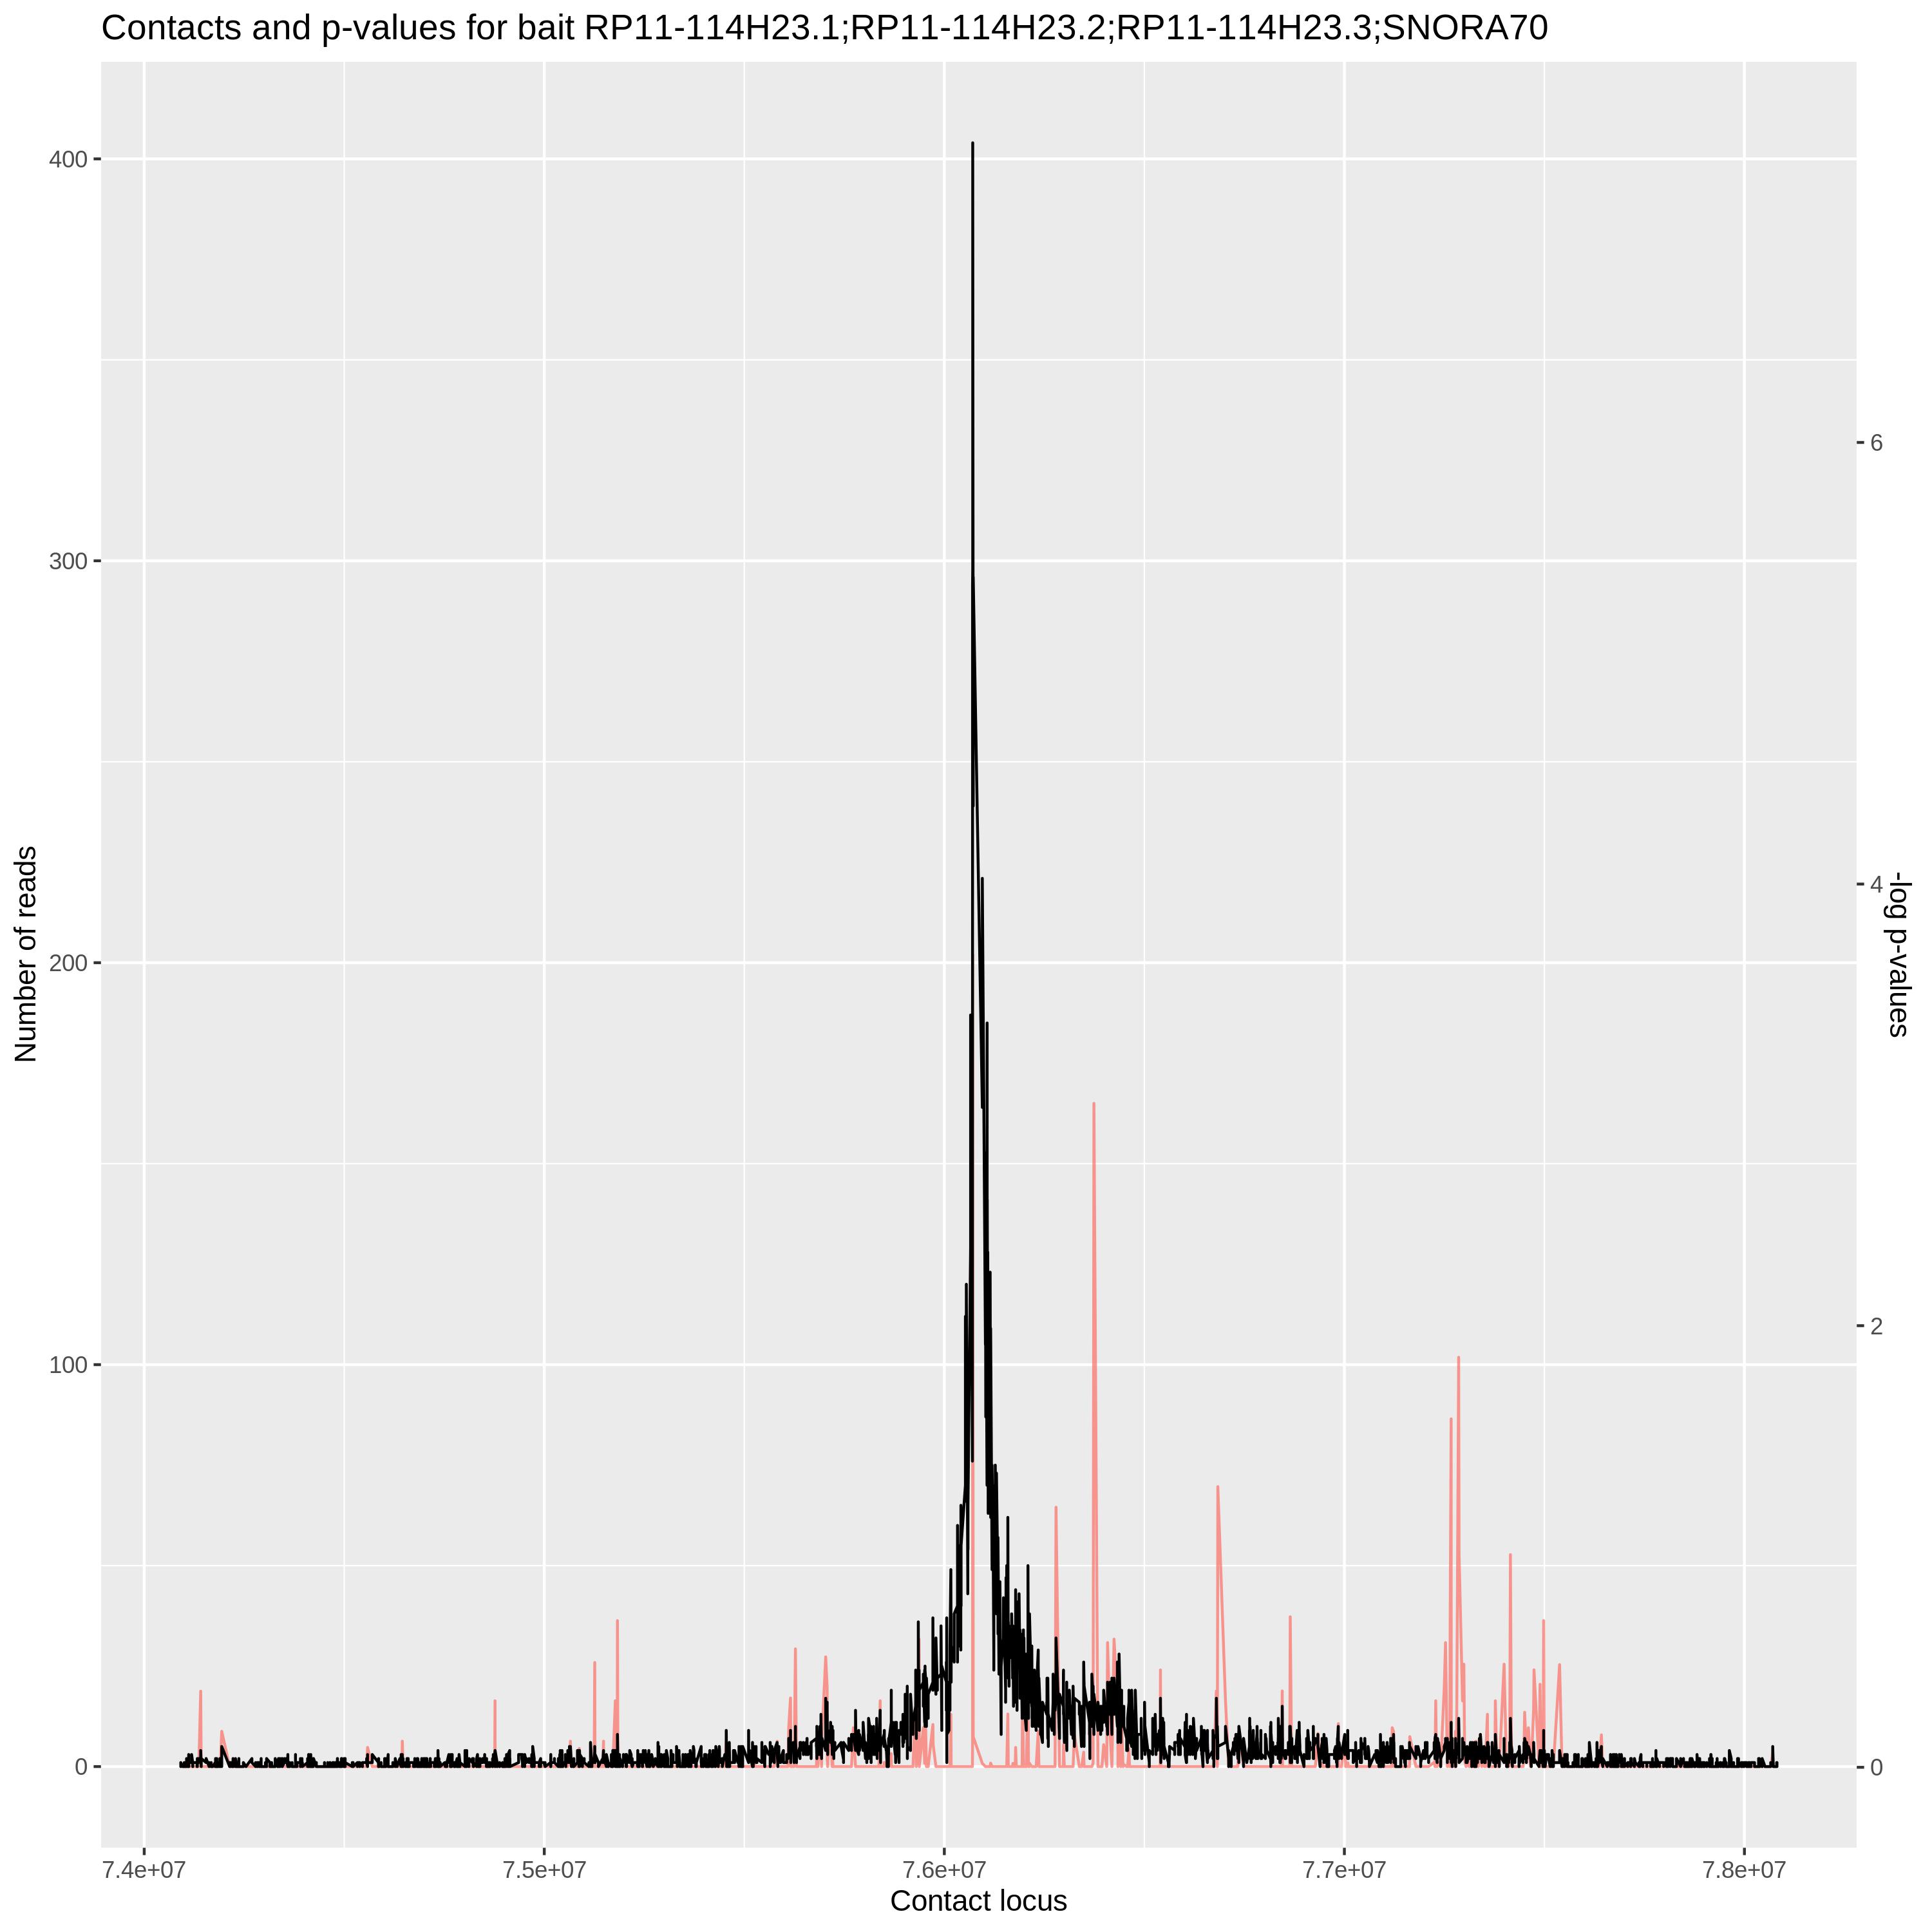 Contacts and p-values for bait RP11-114H23.1;RP11-114H23.2;RP11-114H23.3;SNORA70
400
300
200
100
0
Number of reads
6
4
2
0
-log p-values
7.4e+07
7.5e+07
7.6e+07
7.7e+07
7.8e+07
Contact locus